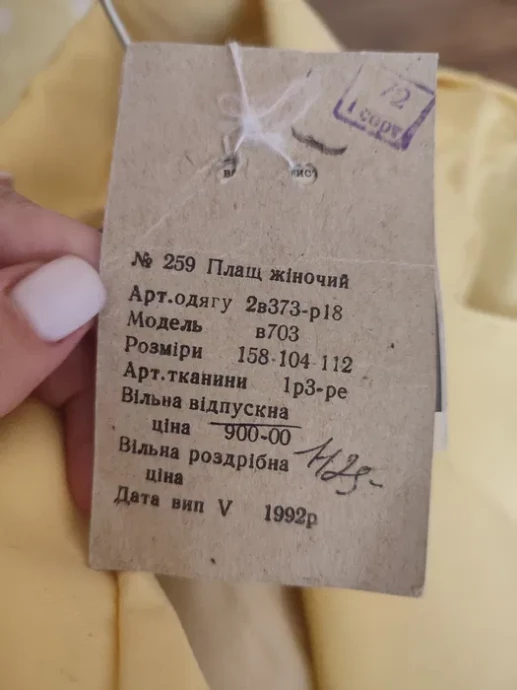 72
1 сорт
№ 259 Плащ жіночий
Арт.одягу 2в373-р18
Модель в703
Розміри 158-104-112
Арт.тканини 1р3-ре
Вільна відпускна
ціна 900-00
Вільна роздрібна 1125-
ціна
Дата вип V 1992р